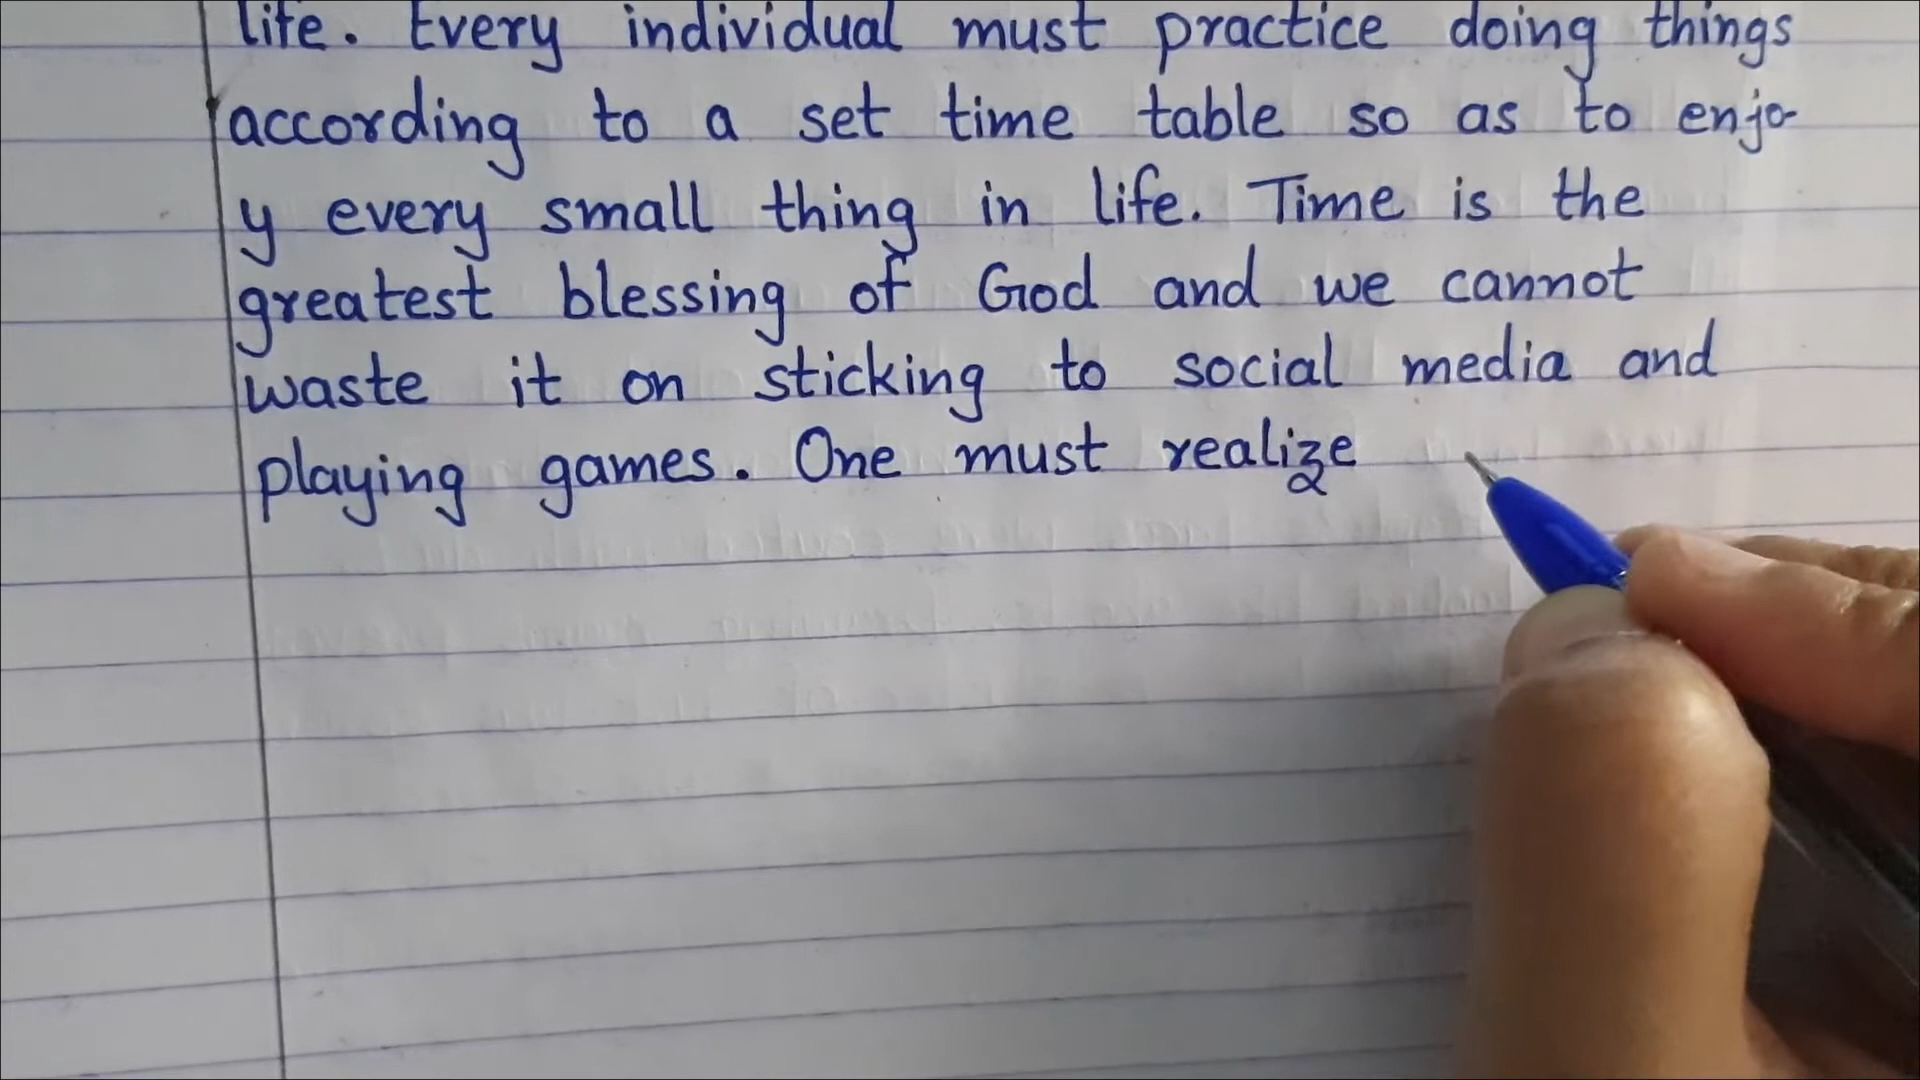 life. Every individual must practice doing things
according to a set time table so as to enjo-
y every small thing in life. Time is the
greatest blessing of God and we cannot
waste it on sticking to social media and
playing games. One must realize